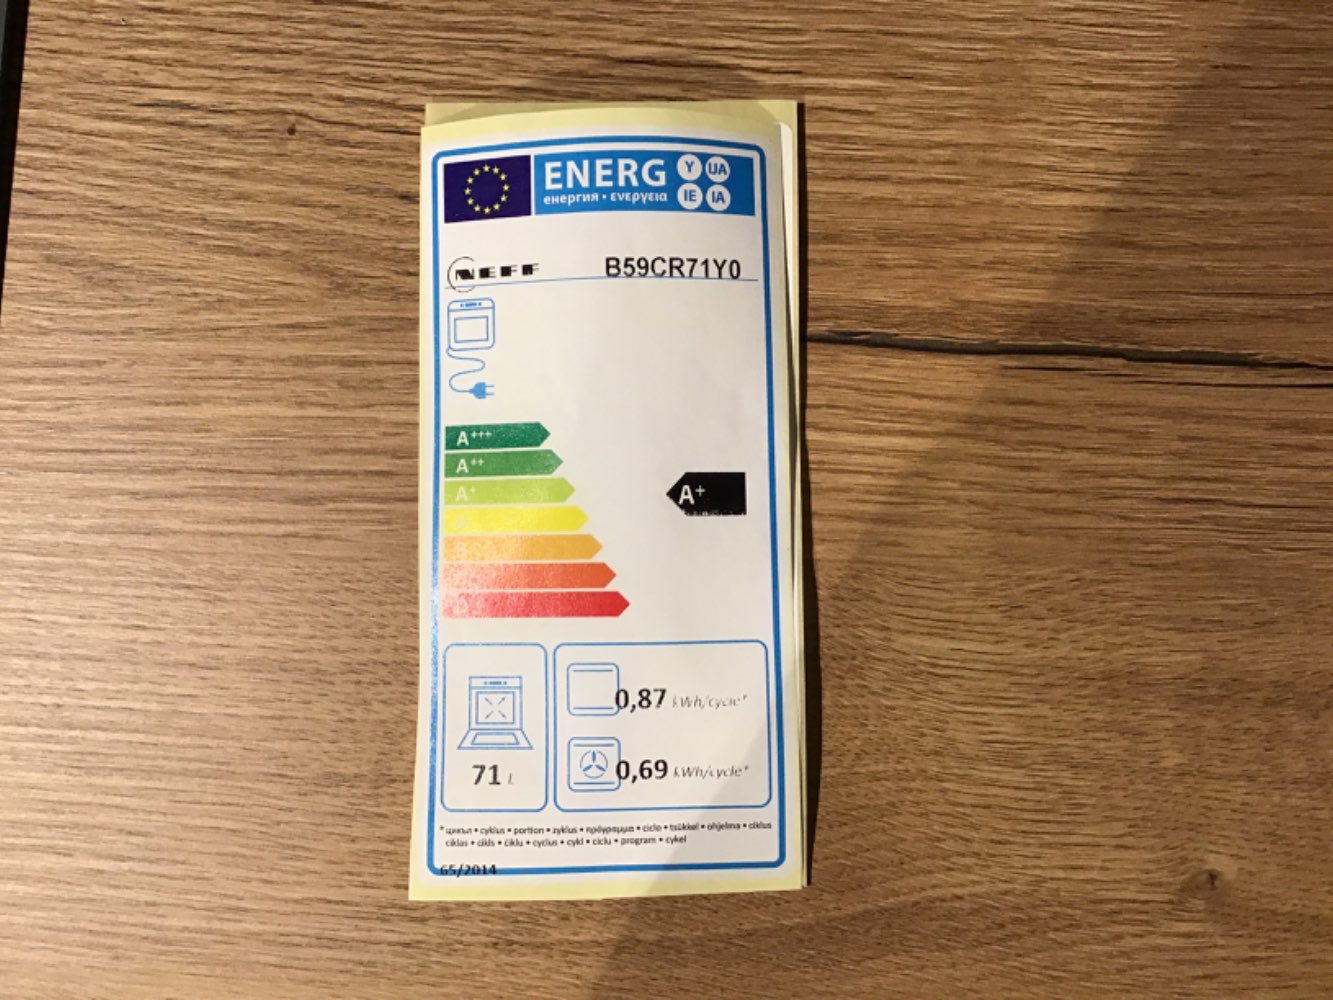 ENERG Y IJA
енергия • ενεργεια IE IA
NEFF B59CR71Y0
A+++
A++
A+
A+
0,87 kWh/cycle*
71 L
0,69 kWh/cycle*
* цикъл • cyklus • portion • zyklus • πρόγραμμα • ciclo • tsükkel • ohjelma • ciklus
ciklas • cikls • ċiklu • cyclus • cykl • ciclu • program • cykel
65/2014